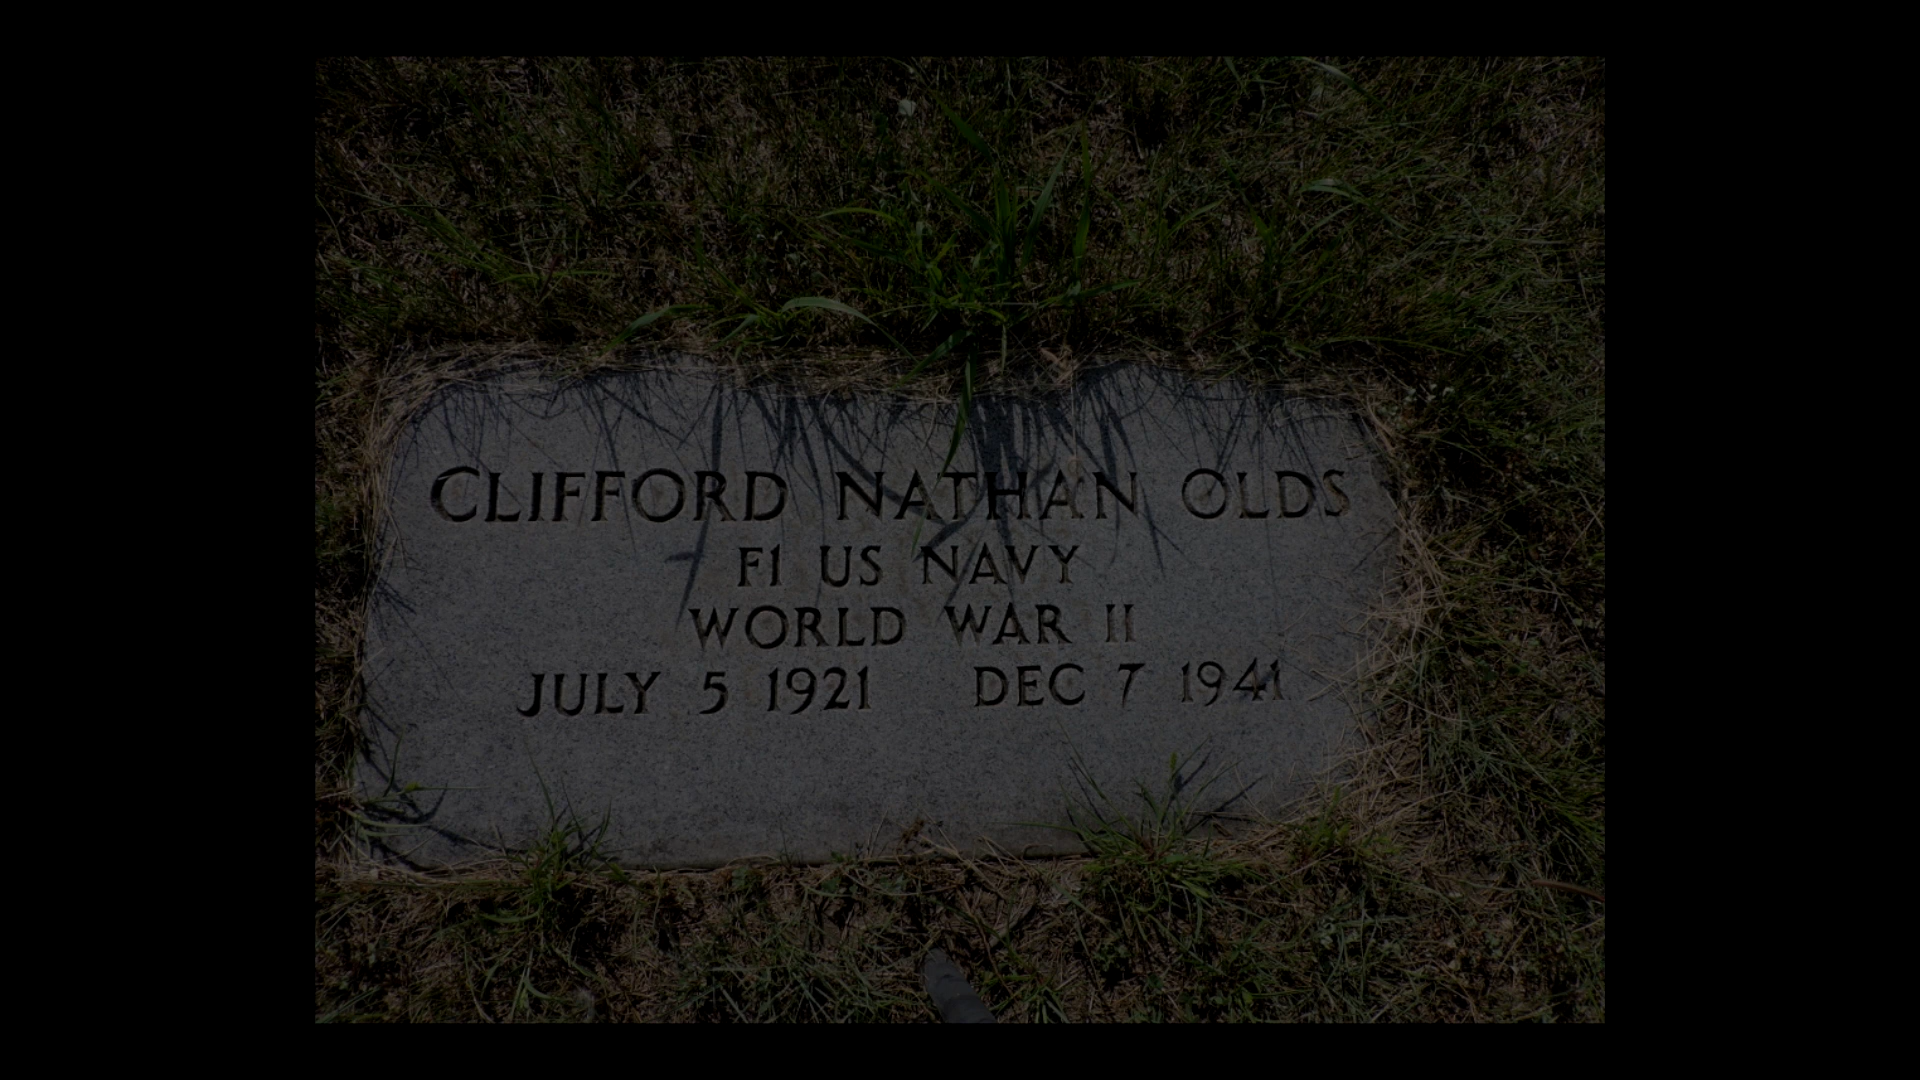 CLIFFORD NATHAN OLDS
F1 US NAVY
WORLD WAR II
JULY 5 1921 DEC 7 1941